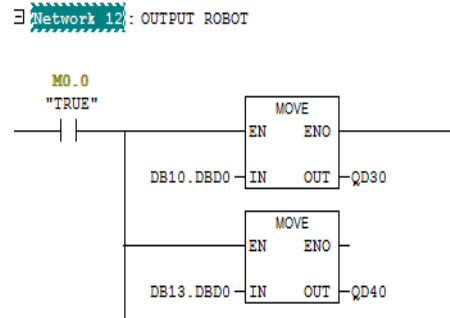 Network 12: OUTPUT ROBOT
M0.0
"TRUE"
MOVE
EN ENO
DB10.DBD0 IN OUT QD30
MOVE
EN ENO
DB13.DBD0 IN OUT QD40